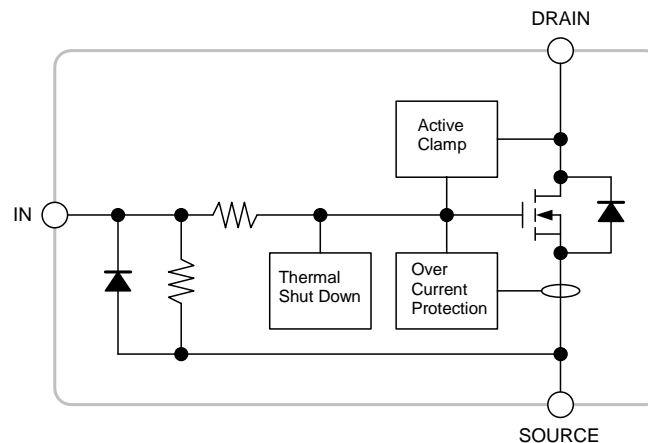 DRAIN
Active
Clamp
IN
Thermal
Shut Down
Over
Current
Protection
SOURCE